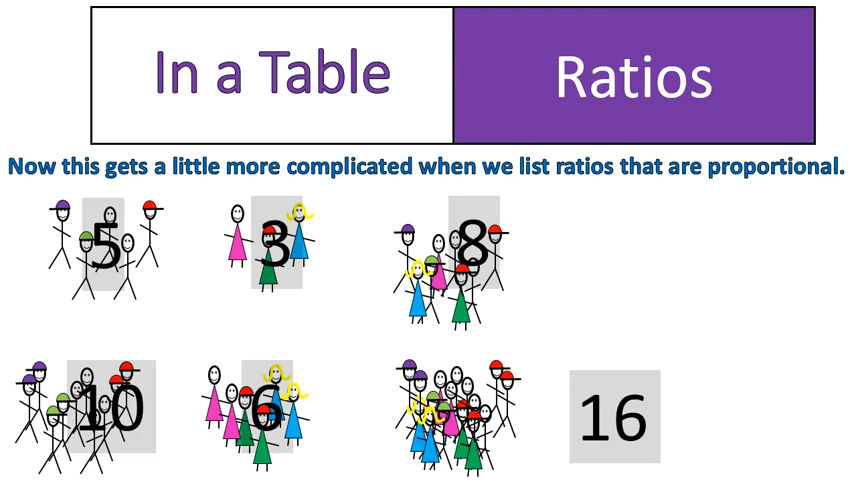 In a Table
Ratios
Now this gets a little more complicated when we list ratios that are proportional.
5 3 8
10 6 16